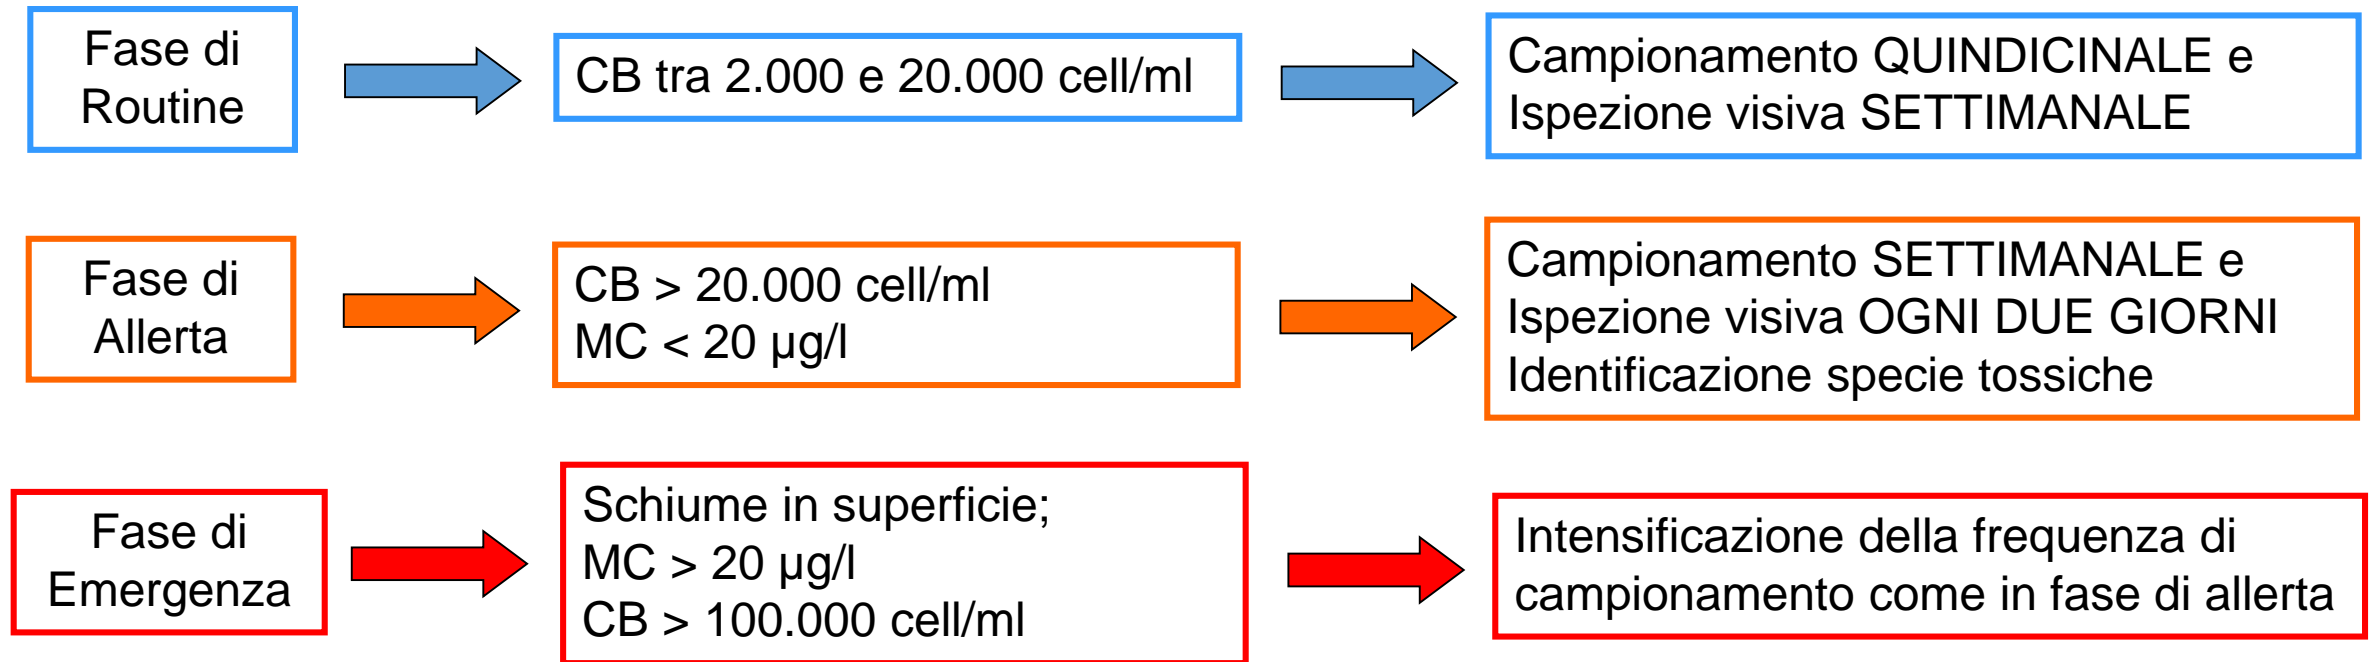 Fase di
Routine
CB tra 2.000 e 20.000 cell/ml
Campionamento QUINDICINALE e
Ispezione visiva SETTIMANALE
Fase di
Allerta
CB > 20.000 cell/ml
MC < 20 µg/l
Campionamento SETTIMANALE e
Ispezione visiva OGNI DUE GIORNI
Identificazione specie tossiche
Fase di
Emergenza
Schiume in superficie;
MC > 20 µg/l
CB > 100.000 cell/ml
Intensificazione della frequenza di
campionamento come in fase di allerta